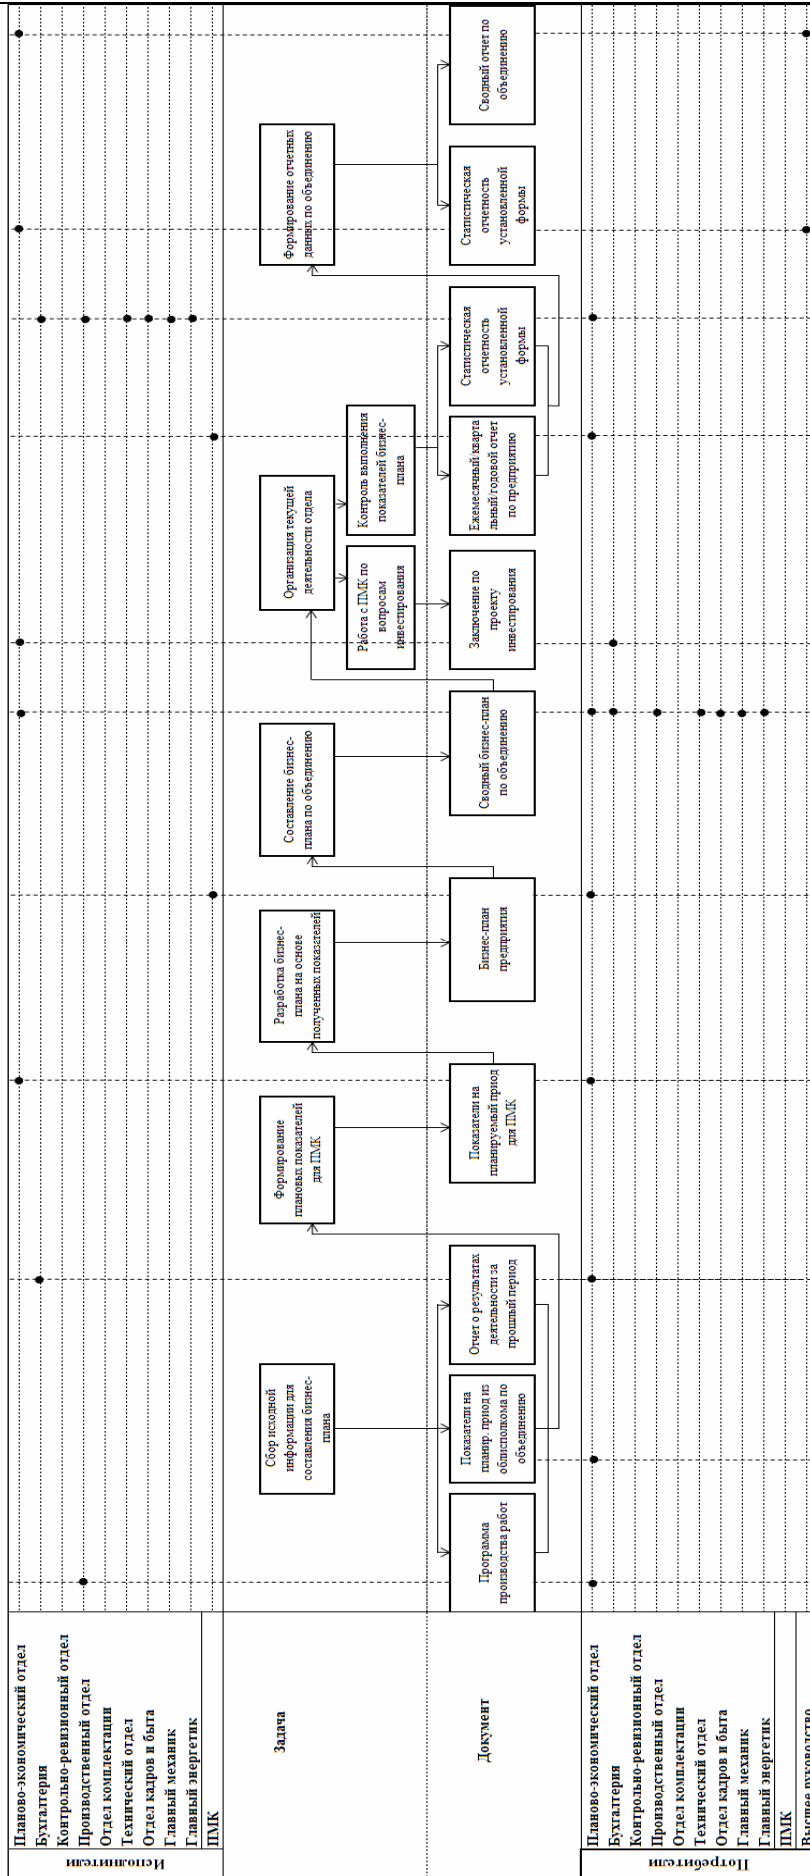 Исполнители
Планово-экономический отдел
Бухгалтерия
Контрольно-ревизионный отдел
Производственный отдел
Отдел комплектации
Технический отдел
Отдел кадров и быта
Главный механик
Главный энергетик
ПМК
Задача
Сбор исходной
информации для
составления бизнес-
плана
Формирование
плановых показателей
для ПМК
Разработка бизнес-
плана на основе
полученных показателей
Составление бизнес-
плана по объединению
Организация текущей
деятельности отдела
Работа с ПМК по
вопросам
инвестирования
Контроль выполнения
показателей бизнес-
плана
Формирование отчетных
данных по объединению
Документ
Программа
производства работ
Показатели на
планир. период из
облисполкома по
объединению
Отчет о результатах
деятельности за
прошлый период
Показатели на
планируемый период
для ПМК
Бизнес-план
предприятия
Сводный бизнес-план
по объединению
Заключение по
проекту
инвестирования
Ежемесячный/кварта
льный/годовой отчет
по предприятию
Статистическая
отчетность
установленной
формы
Статистическая
отчетность
установленной
формы
Сводный отчет по
объединению
Потребители
Планово-экономический отдел
Бухгалтерия
Контрольно-ревизионный отдел
Производственный отдел
Отдел комплектации
Технический отдел
Отдел кадров и быта
Главный механик
Главный энергетик
ПМК
Высшее руководство